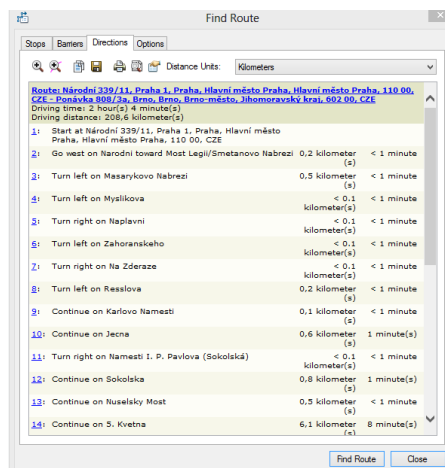 Find Route
Stops Barriers Directions Options
Distance Units: Kilometers
Route: Národní 339/11, Praha 1, Praha, Hlavní město Praha, Hlavní město Praha, 110 00,
CZE - Ponávka 808/3a, Brno, Brno, Brno-město, Jihomoravský kraj, 602 00, CZE
Driving time: 2 hour(s) 4 minute(s)
Driving distance: 208,6 kilometer(s)
1: Start at Národní 339/11, Praha 1, Praha, Hlavní město
Praha, Hlavní město Praha, 110 00, CZE
2: Go west on Narodni toward Most Legii/Smetanovo Nabrezi 0,2 kilometer < 1 minute
(s)
3: Turn left on Masarykovo Nabrezi 0,5 kilometer < 1 minute
(s)
4: Turn left on Myslikova < 0.1 < 1 minute
kilometer(s)
5: Turn right on Naplavni < 0.1 < 1 minute
kilometer(s)
6: Turn left on Zahoranskeho < 0.1 < 1 minute
kilometer(s)
7: Turn right on Na Zderaze < 0.1 < 1 minute
kilometer(s)
8: Turn left on Resslova 0,2 kilometer < 1 minute
(s)
9: Continue on Karlovo Namesti 0,1 kilometer < 1 minute
(s)
10: Continue on Jecna 0,6 kilometer 1 minute(s)
(s)
11: Turn right on Namesti I. P. Pavlova (Sokolská) < 0.1 < 1 minute
kilometer(s)
12: Continue on Sokolska 0,8 kilometer 1 minute(s)
(s)
13: Continue on Nuselsky Most 0,5 kilometer < 1 minute
(s)
14: Continue on 5. Kvetna 6,1 kilometer 8 minute(s)
(s)
Find Route Close